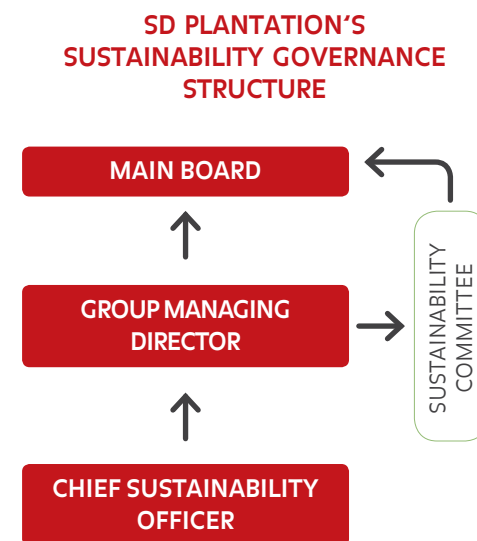 SD PLANTATION'S
SUSTAINABILITY GOVERNANCE
STRUCTURE
MAIN BOARD
GROUP MANAGING
DIRECTOR
SUSTAINABILITY
COMMITTEE
CHIEF SUSTAINABILITY
OFFICER